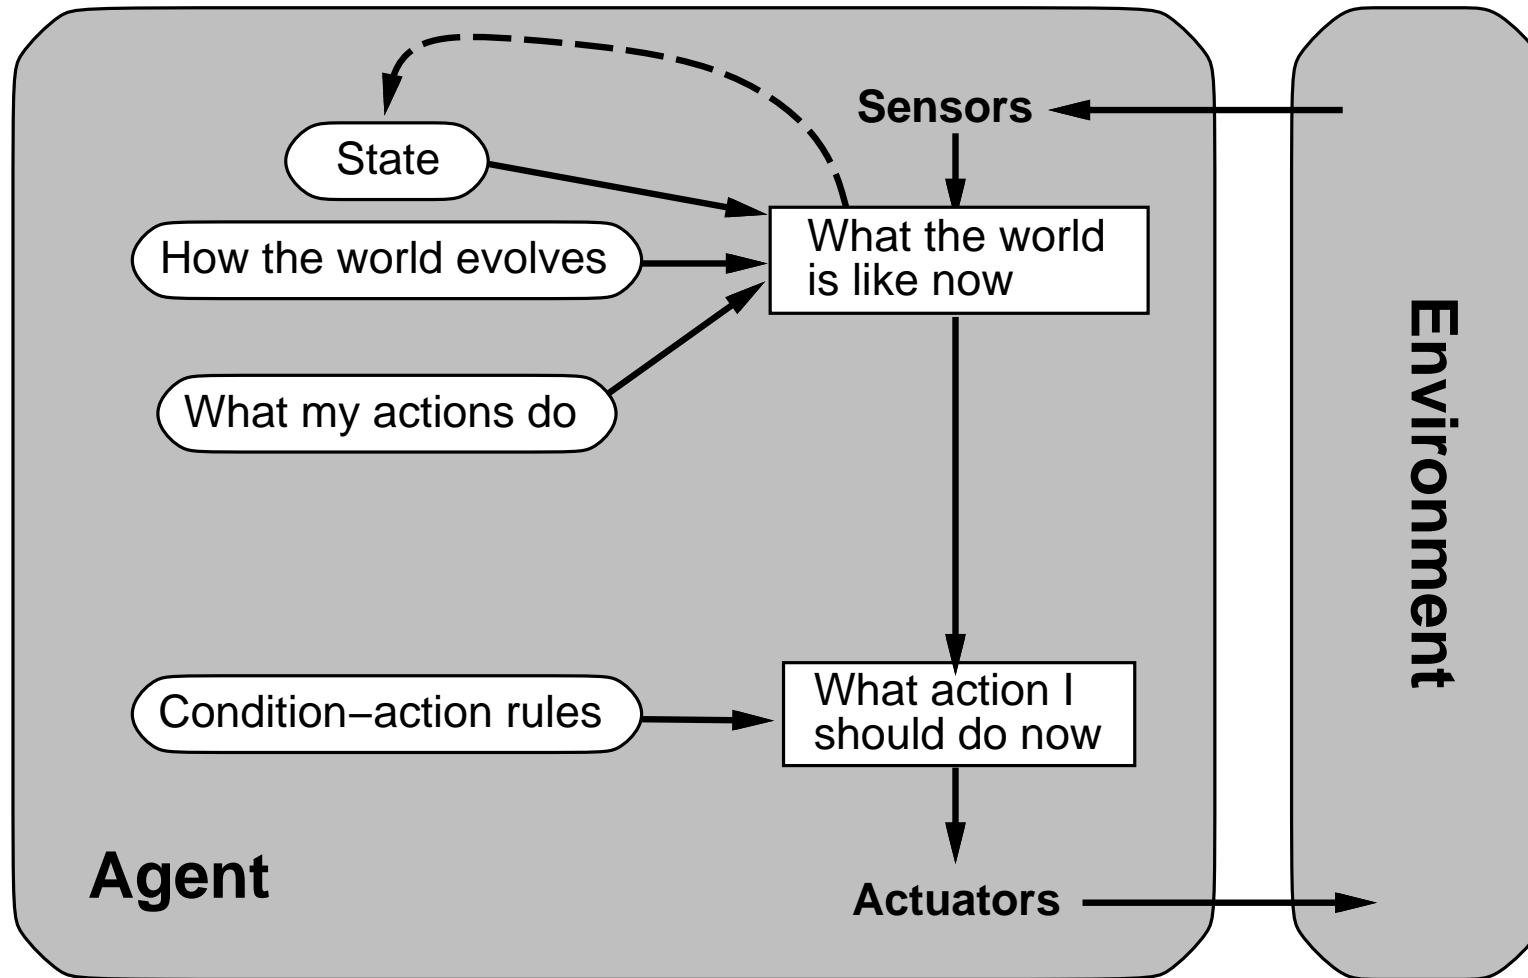 Sensors
State
What the world
is like now
How the world evolves
What my actions do
Environment
Condition−action rules
What action I
should do now
Agent
Actuators